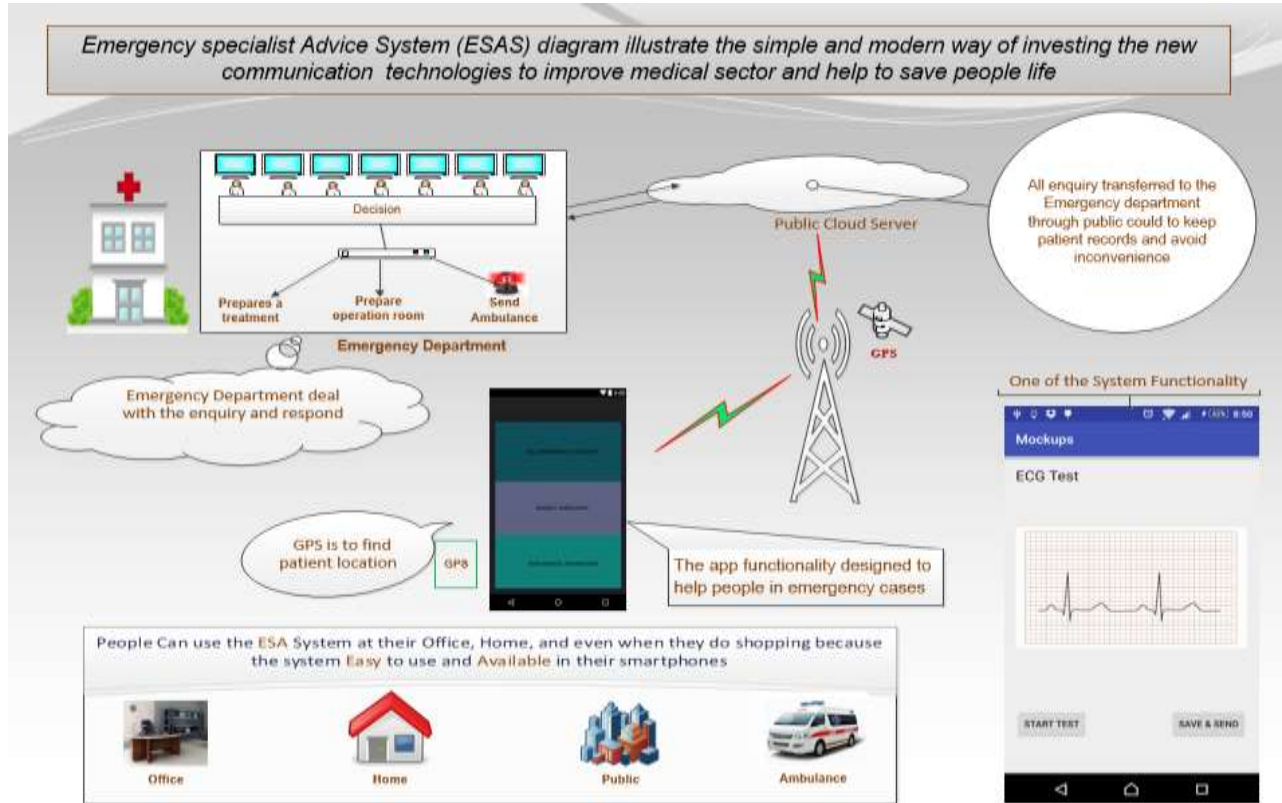 Emergency specialist Advice System (ESAS) diagram illustrate the simple and modern way of investing the new
communication technologies to improve medical sector and help to save people life
Decision
Prepares a
treatment
Prepare
operation room
Send
Ambulance
Emergency Department
Public Cloud Server
All enquiry transferred to the
Emergency department
through public could to keep
patient records and avoid
inconvenience
GPS
Emergency Department deal
with the enquiry and respond
One of the System Functionality
8:50
Mockups
ECG Test
START TEST
SAVE & SEND
GPS is to find
patient location
GPS
The app functionality designed to
help people in emergency cases
People Can use the ESA System at their Office, Home, and even when they do shopping because
the system Easy to use and Available in their smartphones
Office
Home
Public
Ambulance